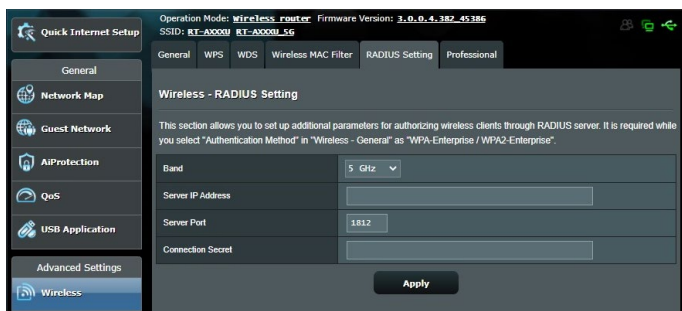 Quick Internet Setup
Operation Mode: Wireless router Firmware Version: 3.0.0.4.382_45386
SSID: RT-AXXXU RT-AXXXU_5G
General WPS WDS Wireless MAC Filter RADIUS Setting Professional
General
Network Map
Guest Network
AiProtection
QoS
USB Application
Advanced Settings
Wireless
Wireless - RADIUS Setting
This section allows you to set up additional parameters for authorizing wireless clients through RADIUS server. It is required while
you select "Authentication Method" in "Wireless - General" as "WPA-Enterprise / WPA2-Enterprise".
Band 5 GHz
Server IP Address
Server Port 1812
Connection Secret
Apply